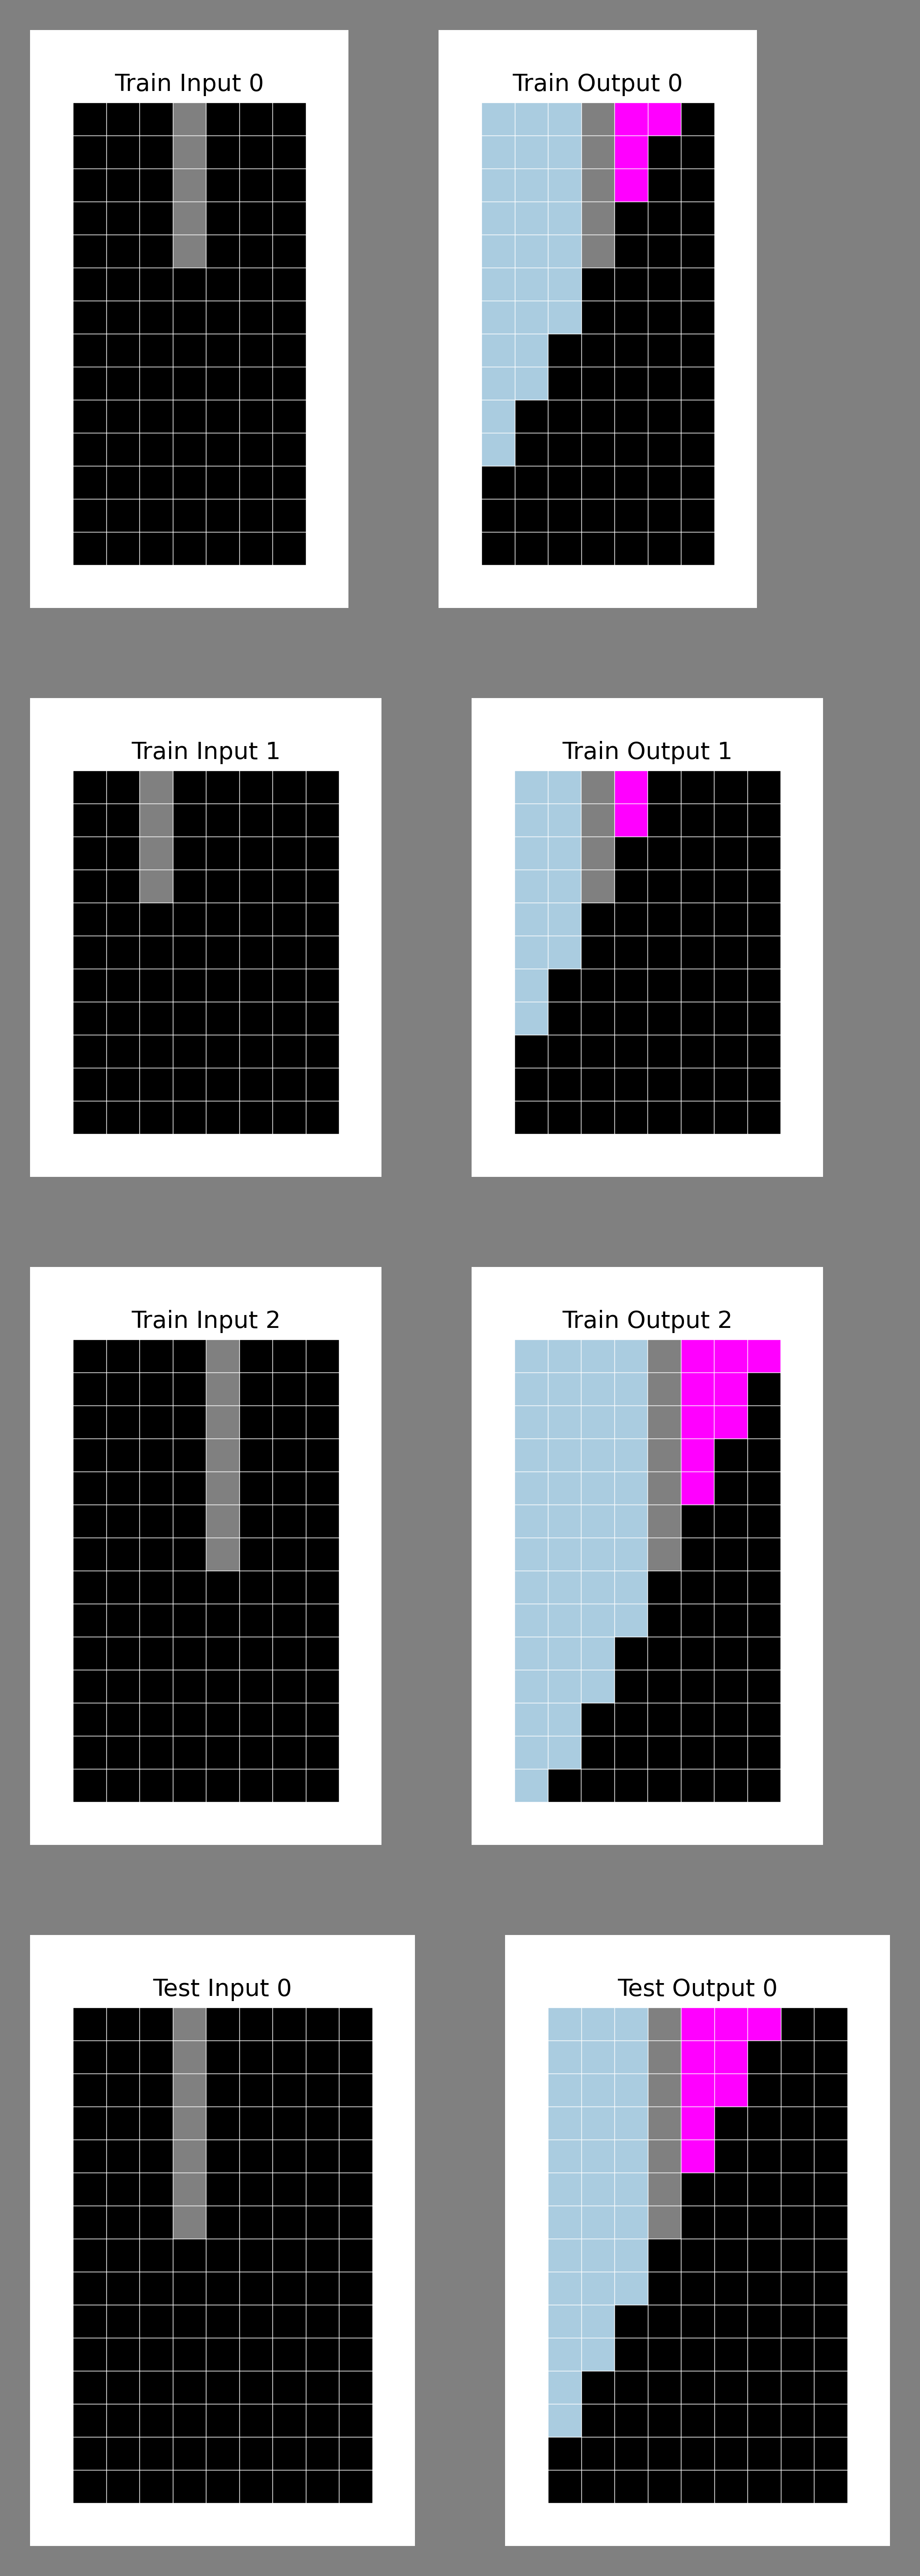 Train Input 0
Train Output 0
Train Input 1
Train Output 1
Train Input 2
Train Output 2
Test Input 0
Test Output 0